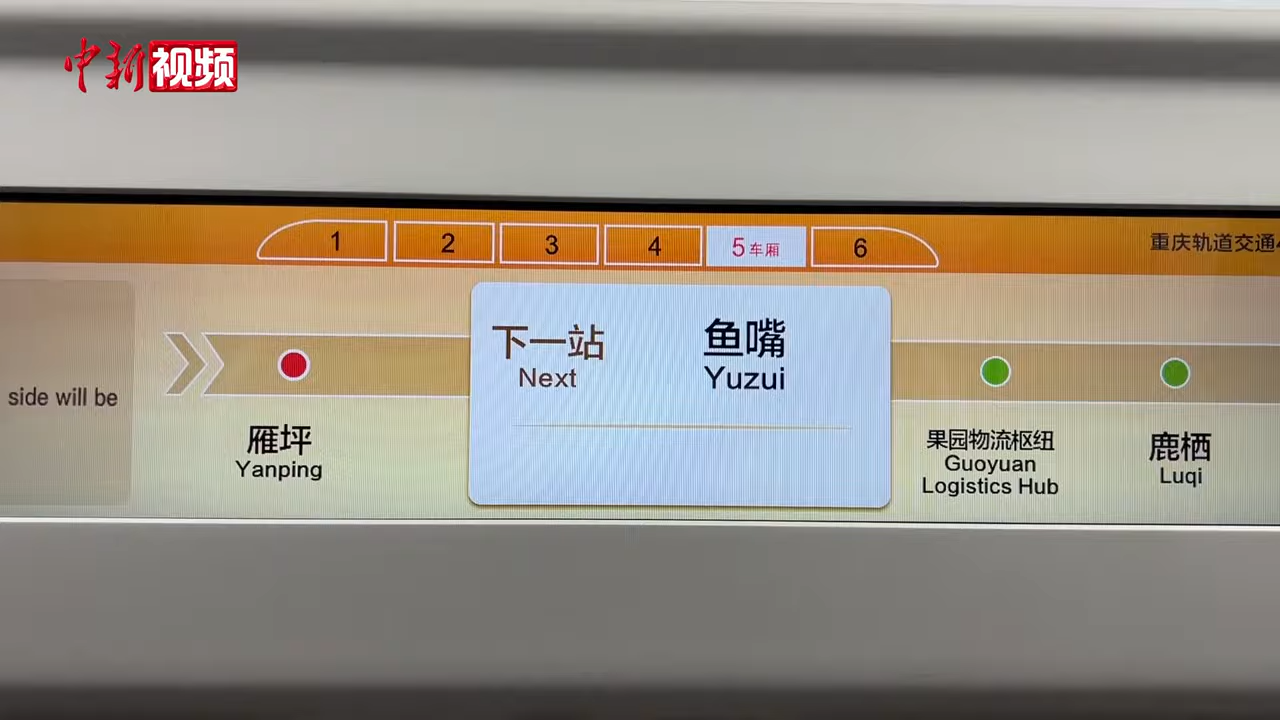 中新视频
1 2 3 4 5车厢 6
重庆轨道交通4
side will be
下一站 鱼嘴
Next Yuzui
雁坪
Yanping
果园物流枢纽
Guoyuan
Logistics Hub
鹿栖
Luqi